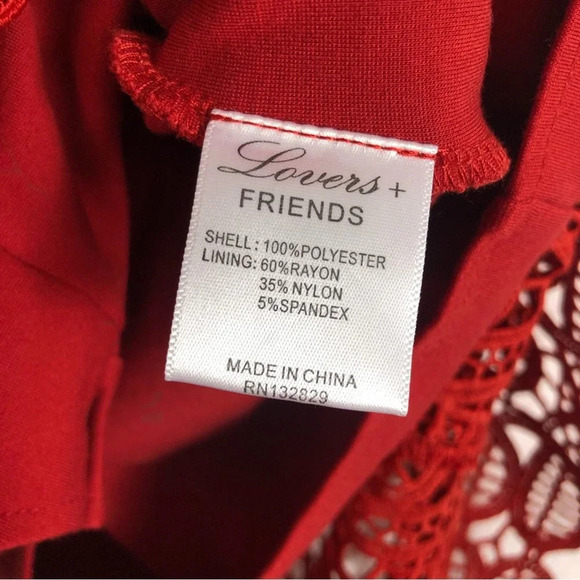 Lovers +
FRIENDS
SHELL: 100%POLYESTER
LINING: 60%RAYON
35% NYLON
5%SPANDEX
MADE IN CHINA
RN132829